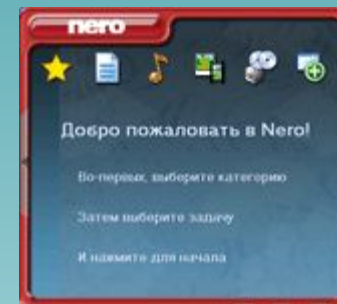 nero
Добро пожаловать в Nero!
Во-первых, выберите категорию
Затем выберите задачу
И нажмите для начала